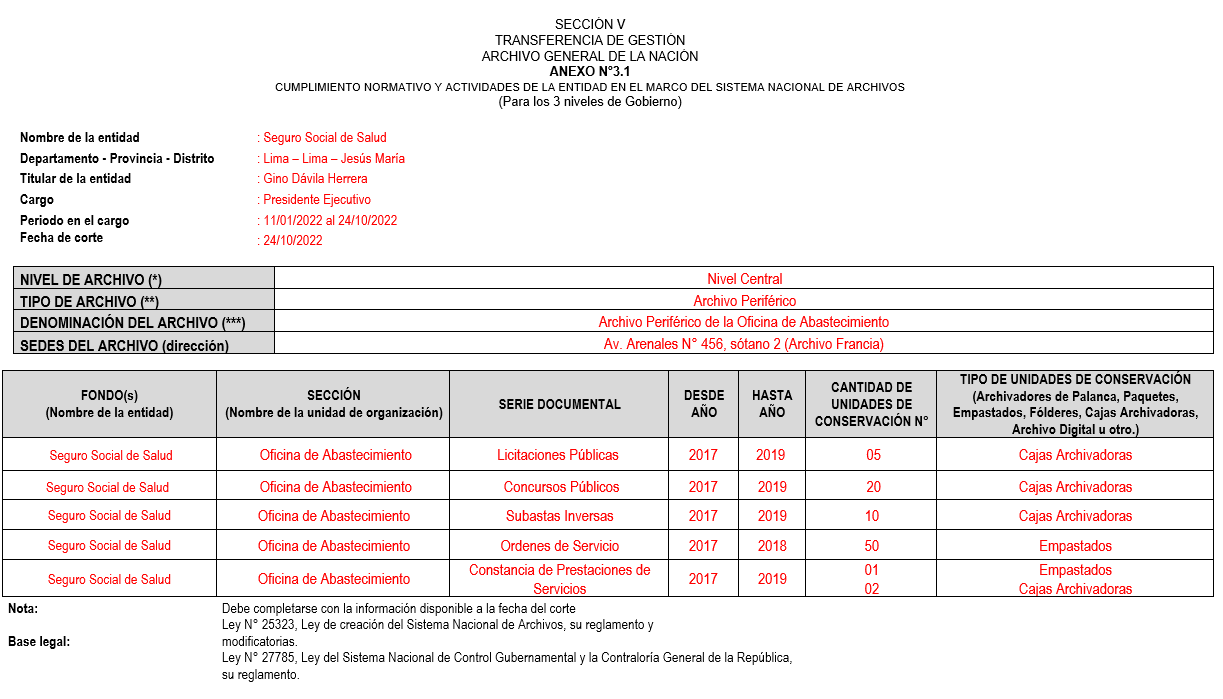 SECCIÓN V
TRANSFERENCIA DE GESTIÓN
ARCHIVO GENERAL DE LA NACIÓN
ANEXO N°3.1
CUMPLIMIENTO NORMATIVO Y ACTIVIDADES DE LA ENTIDAD EN EL MARCO DEL SISTEMA NACIONAL DE ARCHIVOS
(Para los 3 niveles de Gobierno)
Nombre de la entidad : Seguro Social de Salud
Departamento - Provincia - Distrito : Lima – Lima – Jesús María
Titular de la entidad : Gino Dávila Herrera
Cargo : Presidente Ejecutivo
Periodo en el cargo : 11/01/2022 al 24/10/2022
Fecha de corte : 24/10/2022
NIVEL DE ARCHIVO (*) Nivel Central
TIPO DE ARCHIVO (**) Archivo Periférico
DENOMINACIÓN DEL ARCHIVO (***) Archivo Periférico de la Oficina de Abastecimiento
SEDES DEL ARCHIVO (dirección) Av. Arenales N° 456, sótano 2 (Archivo Francia)
FONDO(s)
(Nombre de la entidad)
SECCIÓN
(Nombre de la unidad de organización)
SERIE DOCUMENTAL
DESDE
AÑO
HASTA
AÑO
CANTIDAD DE
UNIDADES DE
CONSERVACIÓN N°
TIPO DE UNIDADES DE CONSERVACIÓN
(Archivadores de Palanca, Paquetes,
Empastados, Fólderes, Cajas Archivadoras,
Archivo Digital u otro.)
Seguro Social de Salud Oficina de Abastecimiento Licitaciones Públicas 2017 2019 05 Cajas Archivadoras
Seguro Social de Salud Oficina de Abastecimiento Concursos Públicos 2017 2019 20 Cajas Archivadoras
Seguro Social de Salud Oficina de Abastecimiento Subastas Inversas 2017 2019 10 Cajas Archivadoras
Seguro Social de Salud Oficina de Abastecimiento Ordenes de Servicio 2017 2018 50 Empastados
Seguro Social de Salud Oficina de Abastecimiento Constancia de Prestaciones de 2017 2019 01 Empastados
Servicios 02 Cajas Archivadoras
Nota: Debe completarse con la información disponible a la fecha del corte
Ley N° 25323, Ley de creación del Sistema Nacional de Archivos, su reglamento y
Base legal: modificatorias.
Ley N° 27785, Ley del Sistema Nacional de Control Gubernamental y la Contraloría General de la República,
su reglamento.